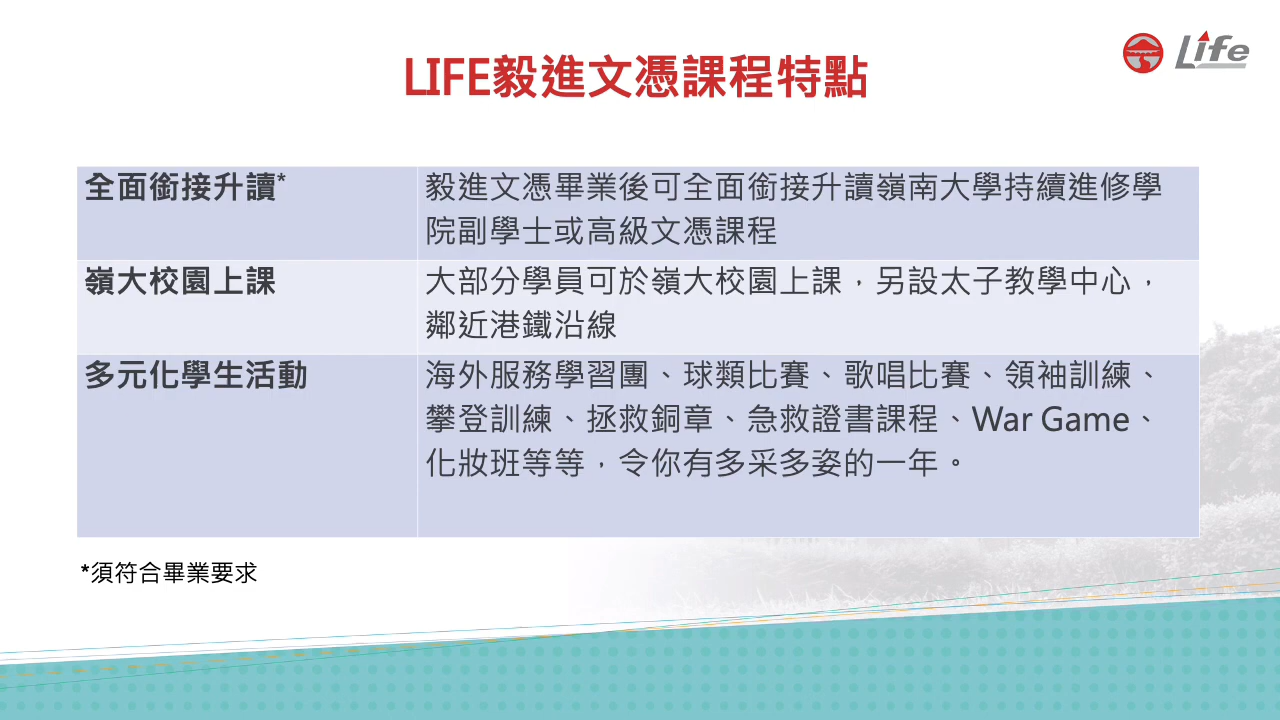 LIFE毅進文憑課程特點
Life
全面銜接升讀*
毅進文憑畢業後可全面銜接升讀嶺南大學持續進修學
院副學士或高級文憑課程
嶺大校園上課
大部分學員可於嶺大校園上課，另設太子教學中心，
鄰近港鐵沿線
多元化學生活動
海外服務學習團、球類比賽、歌唱比賽、領袖訓練、
攀登訓練、拯救銅章、急救證書課程、War Game、
化妝班等等，令你有多采多姿的一年。
*須符合畢業要求